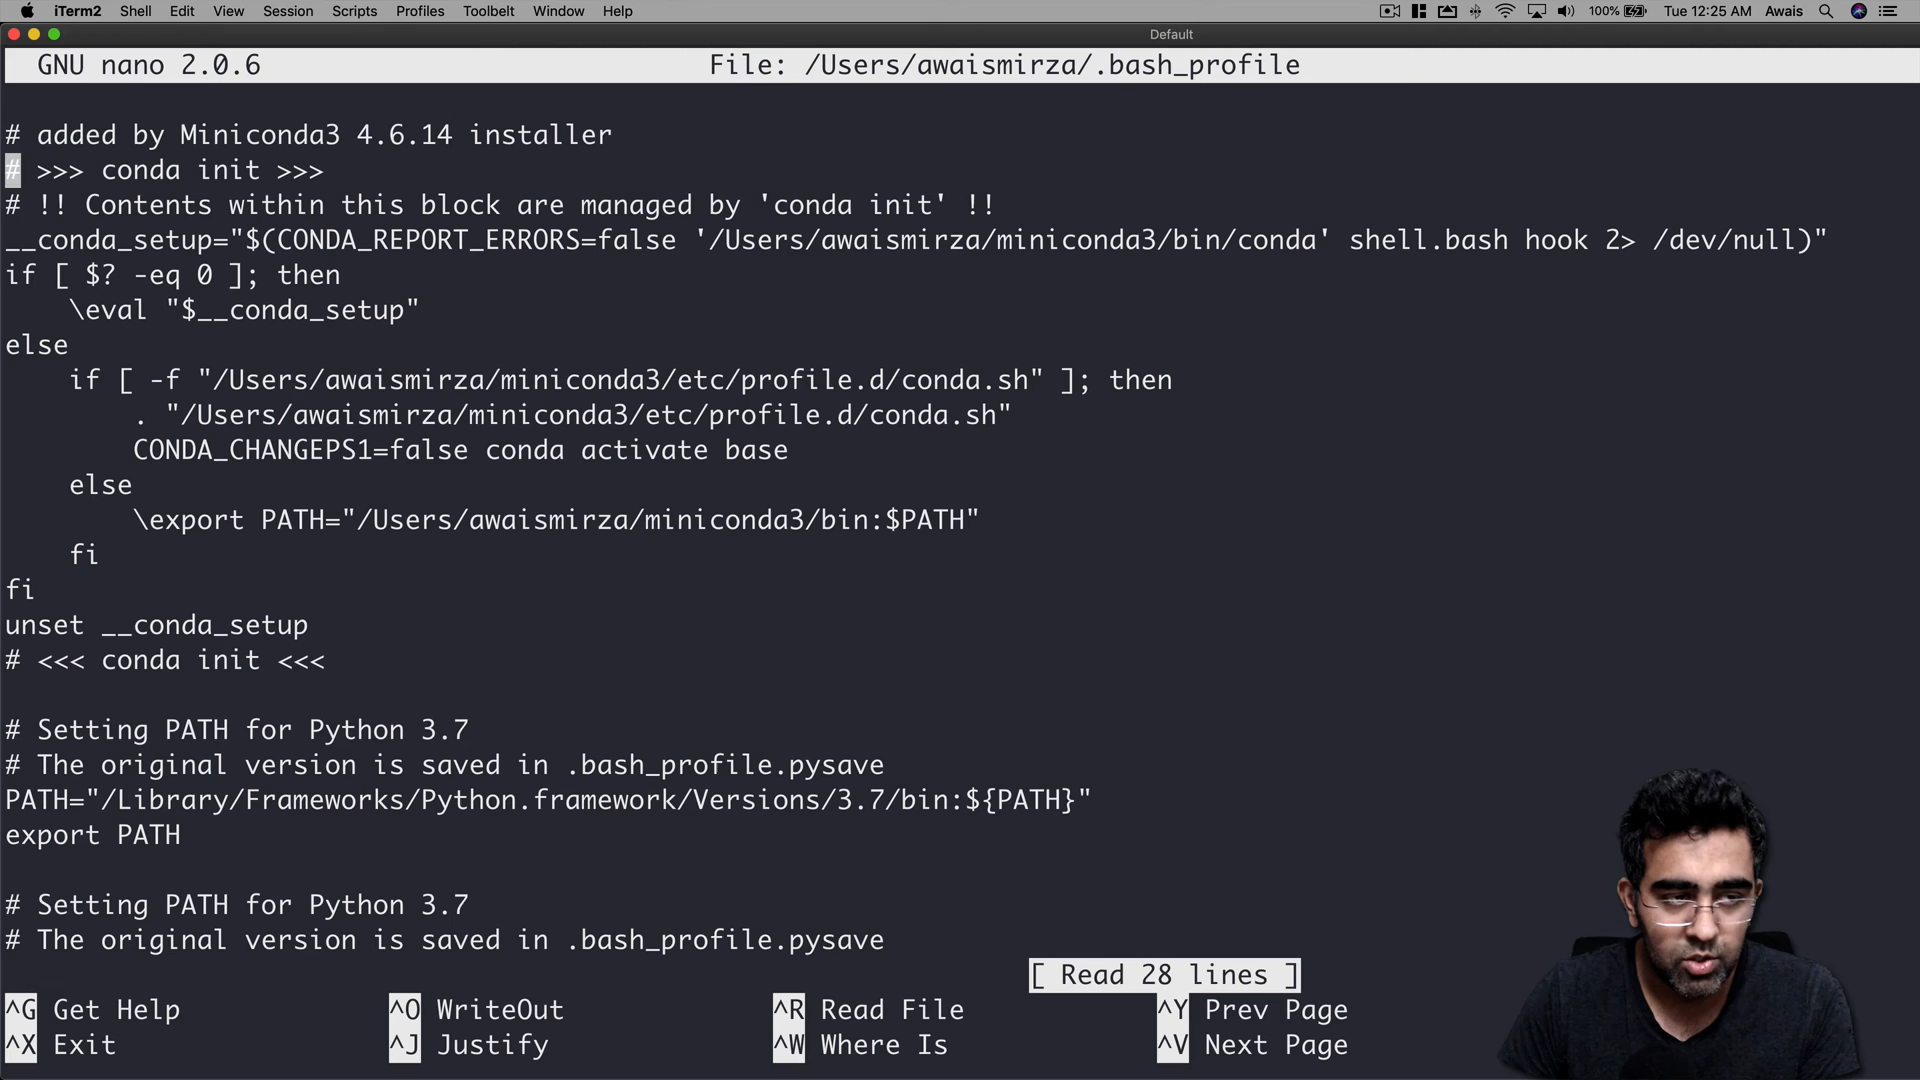 iTerm2 Shell Edit View Session Scripts Profiles Toolbelt Window Help 100% Tue 12:25 AM Awais
Default
GNU nano 2.0.6 File: /Users/awaismirza/.bash_profile
# added by Miniconda3 4.6.14 installer
# >>> conda init >>>
# !! Contents within this block are managed by 'conda init' !!
__conda_setup="$(CONDA_REPORT_ERRORS=false '/Users/awaismirza/miniconda3/bin/conda' shell.bash hook 2> /dev/null)"
if [ $? -eq 0 ]; then
    \eval "$__conda_setup"
else
    if [ -f "/Users/awaismirza/miniconda3/etc/profile.d/conda.sh" ]; then
        . "/Users/awaismirza/miniconda3/etc/profile.d/conda.sh"
        CONDA_CHANGEPS1=false conda activate base
    else
        \export PATH="/Users/awaismirza/miniconda3/bin:$PATH"
    fi
fi
unset __conda_setup
# <<< conda init <<<
# Setting PATH for Python 3.7
# The original version is saved in .bash_profile.pysave
PATH="/Library/Frameworks/Python.framework/Versions/3.7/bin:${PATH}"
export PATH
# Setting PATH for Python 3.7
# The original version is saved in .bash_profile.pysave
[ Read 28 lines ]
^G Get Help ^O WriteOut ^R Read File ^Y Prev Page
^X Exit ^J Justify ^W Where Is ^V Next Page